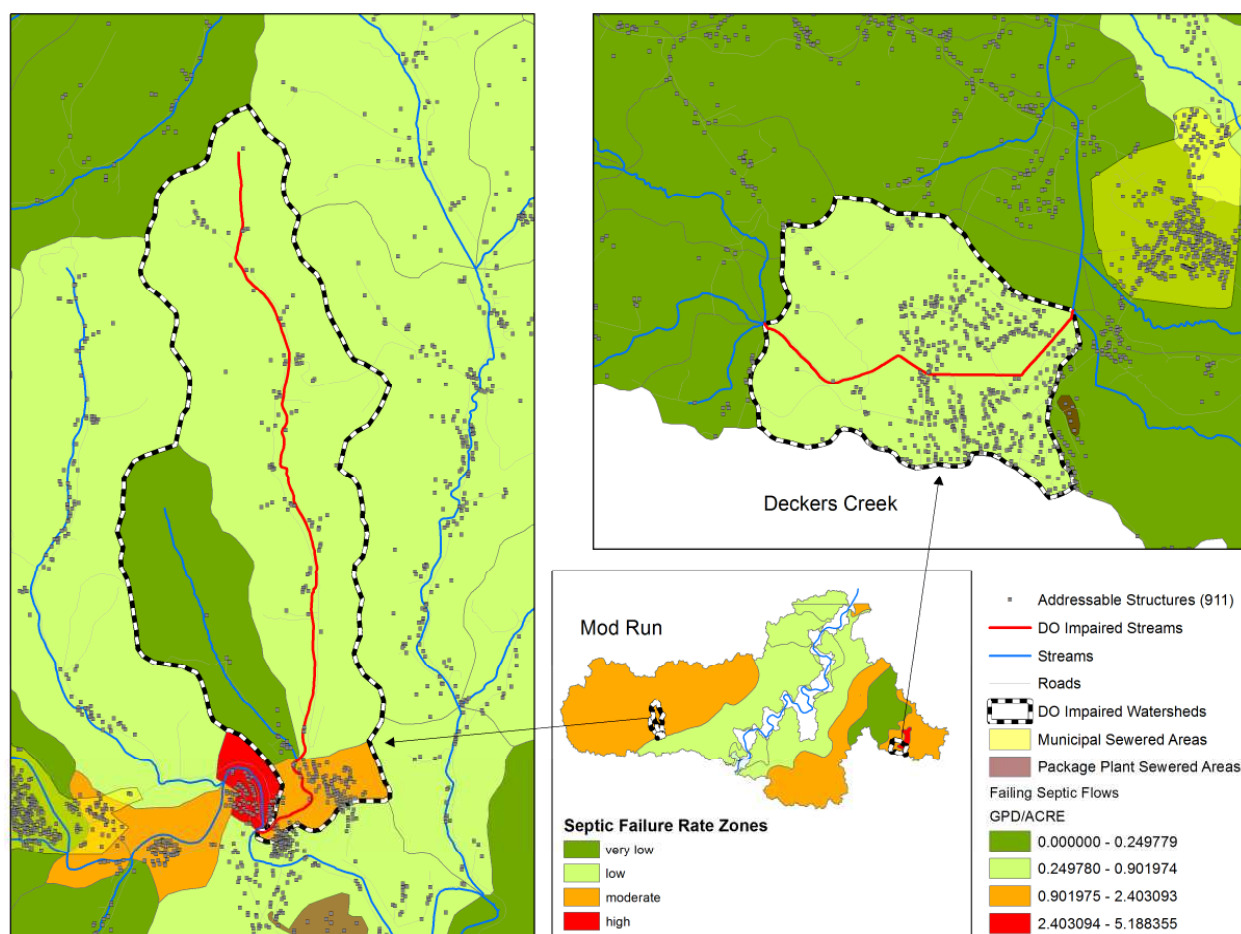 Deckers Creek
Mod Run
Septic Failure Rate Zones
very low
low
moderate
high
Addressable Structures (911)
DO Impaired Streams
Streams
Roads
DO Impaired Watersheds
Municipal Sewered Areas
Package Plant Sewered Areas
Failing Septic Flows
GPD/ACRE
0.000000 - 0.249779
0.249780 - 0.901974
0.901975 - 2.403093
2.403094 - 5.188355